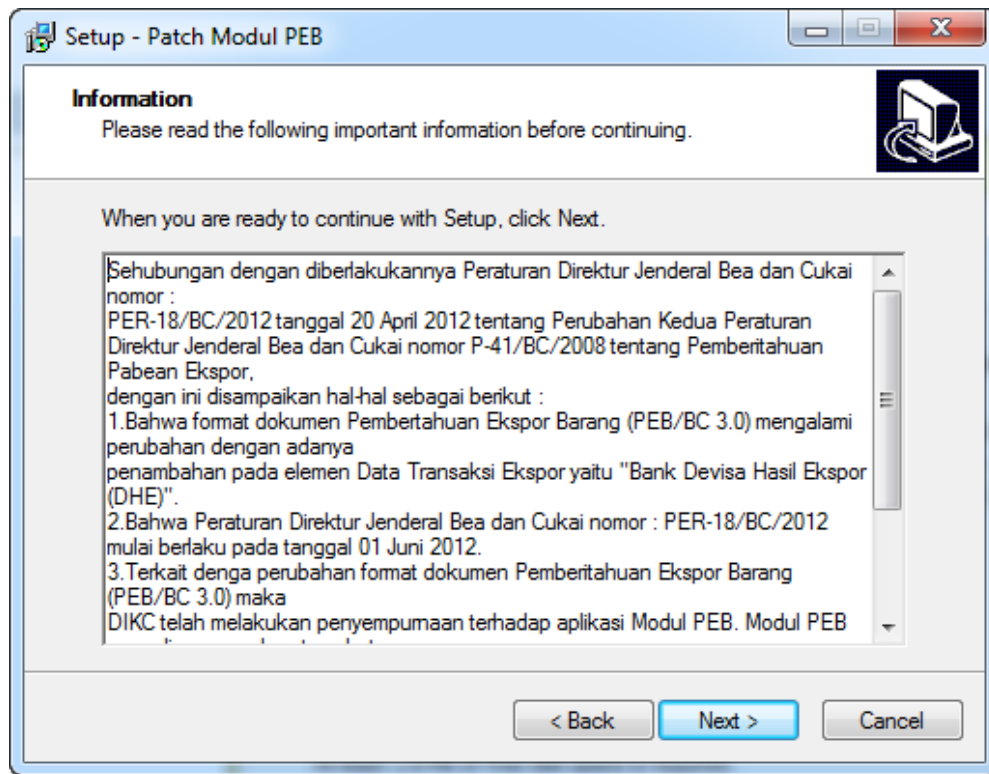 Setup - Patch Modul PEB
Information
Please read the following important information before continuing.
When you are ready to continue with Setup, click Next.
Sehubungan dengan diberlakukannya Peraturan Direktur Jenderal Bea dan Cukai
nomor :
PER-18/BC/2012 tanggal 20 April 2012 tentang Perubahan Kedua Peraturan
Direktur Jenderal Bea dan Cukai nomor P-41/BC/2008 tentang Pemberitahuan
Pabean Ekspor,
dengan ini disampaikan hal-hal sebagai berikut :
1.Bahwa format dokumen Pembertahuan Ekspor Barang (PEB/BC 3.0) mengalami
perubahan dengan adanya
penambahan pada elemen Data Transaksi Ekspor yaitu "Bank Devisa Hasil Ekspor
(DHE)".
2.Bahwa Peraturan Direktur Jenderal Bea dan Cukai nomor : PER-18/BC/2012
mulai berlaku pada tanggal 01 Juni 2012.
3.Terkait denga perubahan format dokumen Pemberitahuan Ekspor Barang
(PEB/BC 3.0) maka
DIKC telah melakukan penyempurnaan terhadap aplikasi Modul PEB. Modul PEB
< Back
Next >
Cancel